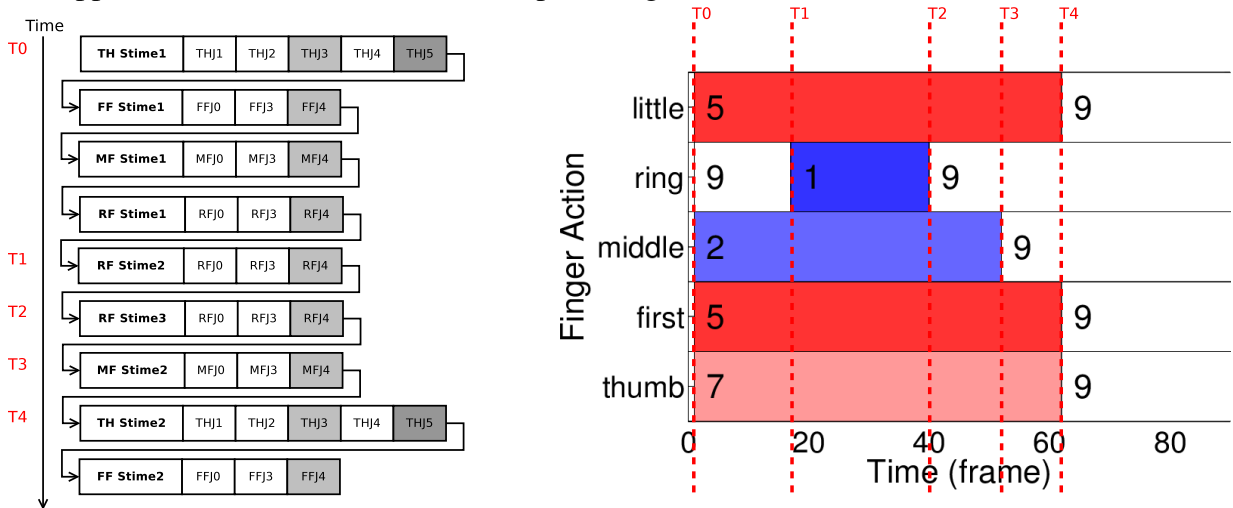 Time
T0
TH Stime1 THJ1 THJ2 THJ3 THJ4 THJ5
FF Stime1 FFJ0 FFJ3 FFJ4
MF Stime1 MFJ0 MFJ3 MFJ4
RF Stime1 RFJ0 RFJ3 RFJ4
T1
RF Stime2 RFJ0 RFJ3 RFJ4
T2
RF Stime3 RFJ0 RFJ3 RFJ4
T3
MF Stime2 MFJ0 MFJ3 MFJ4
T4
TH Stime2 THJ1 THJ2 THJ3 THJ4 THJ5
FF Stime2 FFJ0 FFJ3 FFJ4
T0 T1 T2 T3 T4
Finger Action
little 5 9
ring 9 1 9
middle 2 9
first 5 9
thumb 7 9
0 20 40 60 80
Time (frame)